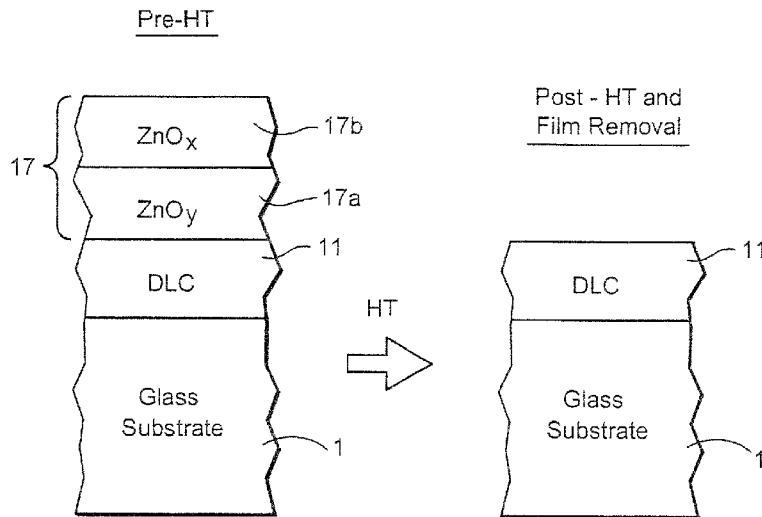 Pre-HT
ZnOx
17b
17
ZnOy
17a
11
DLC
Glass
Substrate
1
HT
Post - HT and
Film Removal
11
DLC
Glass
Substrate
1